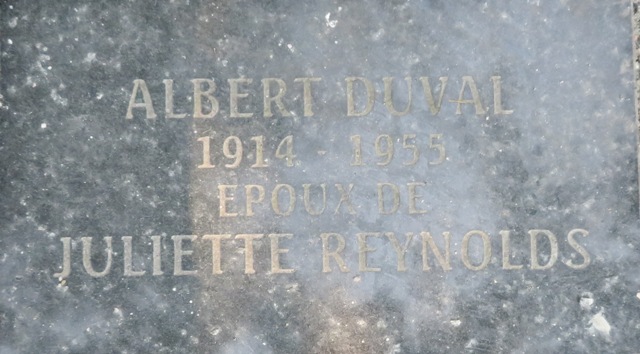 ALBERT DUVAL
1914 - 1955
EPOUX DE
JULIETTE REYNOLDS